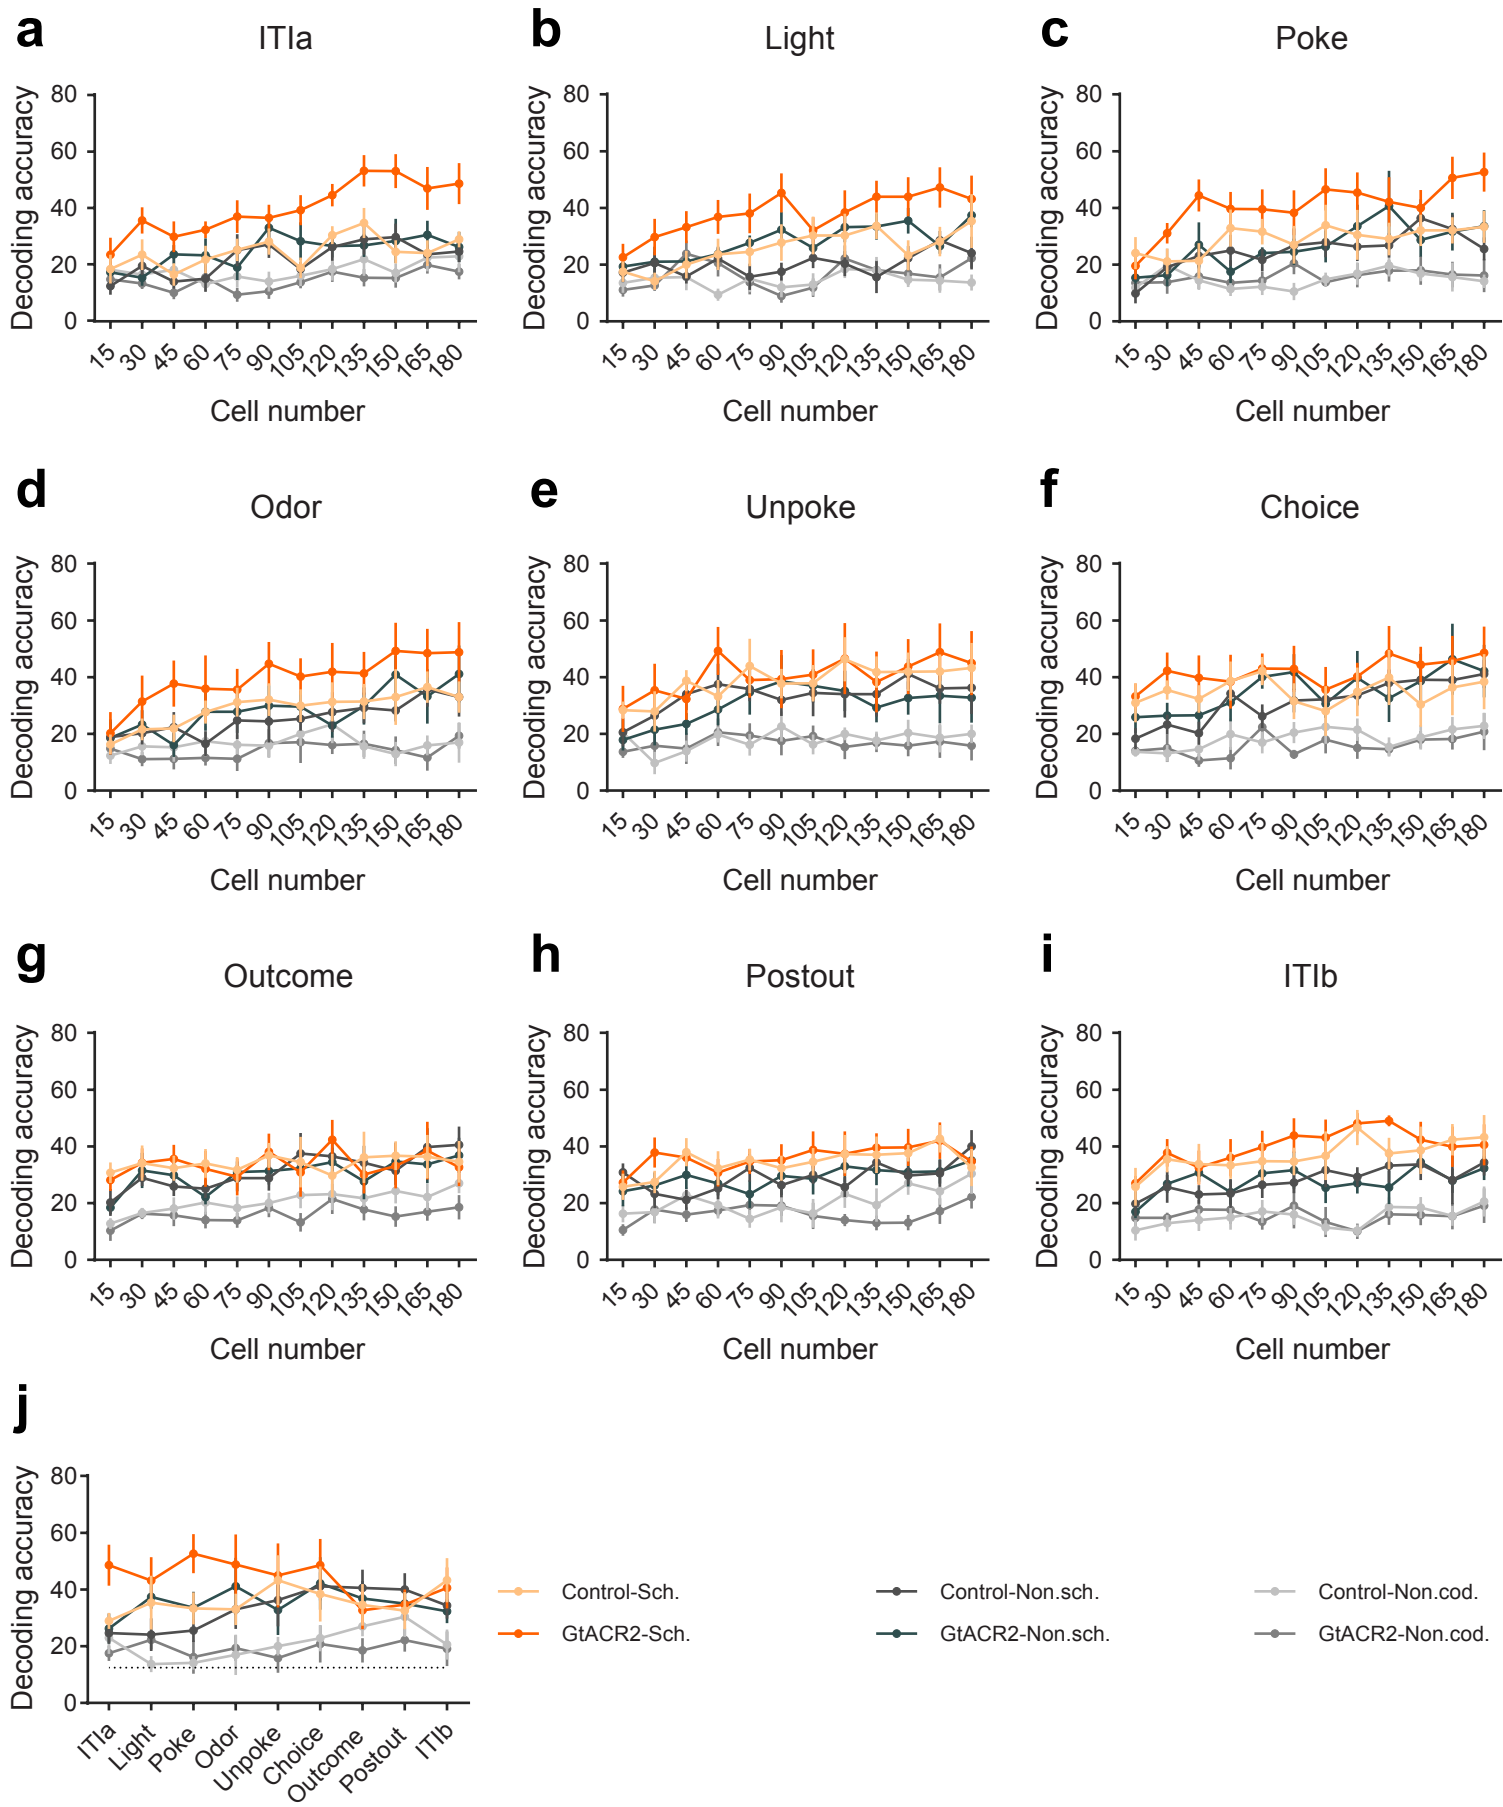 a ITIa
Decoding accuracy
80
60
40
20
0
15 30 45 60 75 90 105 120 135 150 165 180
Cell number
b Light
Decoding accuracy
80
60
40
20
0
15 30 45 60 75 90 105 120 135 150 165 180
Cell number
c Poke
Decoding accuracy
80
60
40
20
0
15 30 45 60 75 90 105 120 135 150 165 180
Cell number
d Odor
Decoding accuracy
80
60
40
20
0
15 30 45 60 75 90 105 120 135 150 165 180
Cell number
e Unpoke
Decoding accuracy
80
60
40
20
0
15 30 45 60 75 90 105 120 135 150 165 180
Cell number
f Choice
Decoding accuracy
80
60
40
20
0
15 30 45 60 75 90 105 120 135 150 165 180
Cell number
g Outcome
Decoding accuracy
80
60
40
20
0
15 30 45 60 75 90 105 120 135 150 165 180
Cell number
h Postout
Decoding accuracy
80
60
40
20
0
15 30 45 60 75 90 105 120 135 150 165 180
Cell number
i ITIb
Decoding accuracy
80
60
40
20
0
15 30 45 60 75 90 105 120 135 150 165 180
Cell number
j
Decoding accuracy
80
60
40
20
0
ITIa Light Poke Odor Unpoke Choice Outcome Postout ITIb
Control-Sch. Control-Non.sch. Control-Non.cod.
GtACR2-Sch. GtACR2-Non.sch. GtACR2-Non.cod.